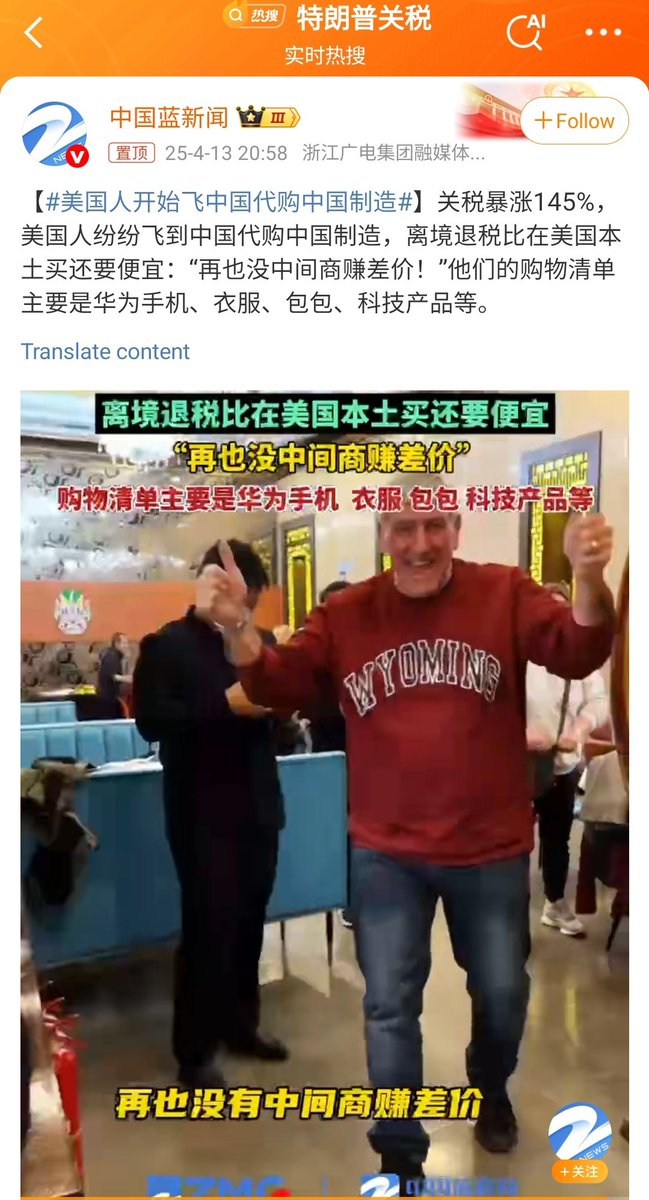 热搜
特朗普关税
AI
实时热搜
中国蓝新闻
III
+Follow
置顶 25-4-13 20:58 浙江广电集团融媒体...
NEWS
【#美国人开始飞中国代购中国制造#】关税暴涨145%，
美国人纷纷飞到中国代购中国制造，离境退税比在美国本
土买还要便宜：“再也没中间商赚差价！”他们的购物清单
主要是华为手机、衣服、包包、科技产品等。
Translate content
离境退税比在美国本土买还要便宜
“再也没中间商赚差价”
购物清单主要是华为手机 衣服 包包 科技产品等
WYOMING
再也没有中间商赚差价
NEWS
+关注